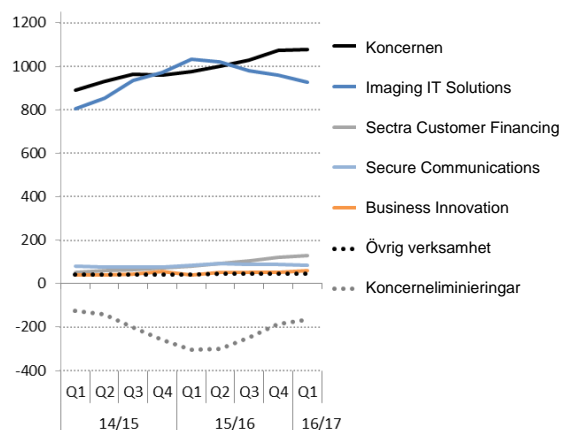 1200
1000
800
600
400
200
0
-200
-400
Q1 Q2 Q3 Q4 Q1 Q2 Q3 Q4 Q1
14/15 15/16 16/17
Koncernen
Imaging IT Solutions
Sectra Customer Financing
Secure Communications
Business Innovation
Övrig verksamhet
Koncerneliminieringar